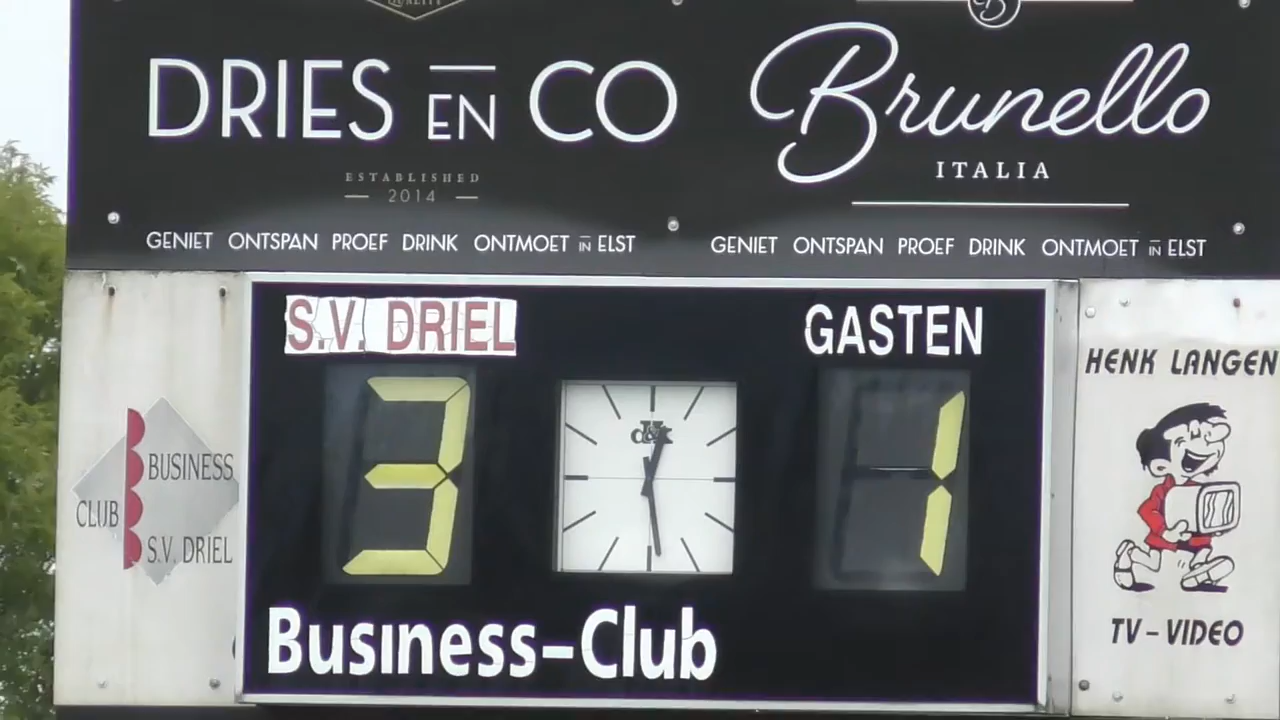 QUALITY
B
DRIES EN CO
ESTABLISHED
2014
GENIET ONTSPAN PROEF DRINK ONTMOET IN ELST
Brunello
ITALIA
GENIET ONTSPAN PROEF DRINK ONTMOET IN ELST
S.V. DRIEL
GASTEN
3
1
d&k
BUSINESS
CLUB
S.V. DRIEL
Business-Club
HENK LANGEN
TV-VIDEO